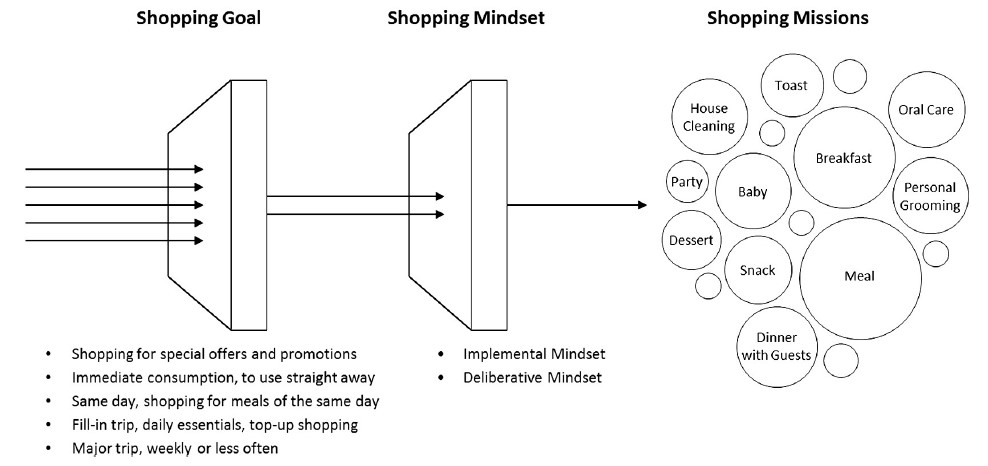 Shopping Goal
Shopping Mindset
Shopping Missions
Toast
House
Cleaning
Oral Care
Breakfast
Party
Baby
Personal
Grooming
Dessert
Snack
Meal
Dinner
with Guests
• Shopping for special offers and promotions
• Immediate consumption, to use straight away
• Same day, shopping for meals of the same day
• Fill-in trip, daily essentials, top-up shopping
• Major trip, weekly or less often
• Implemental Mindset
• Deliberative Mindset